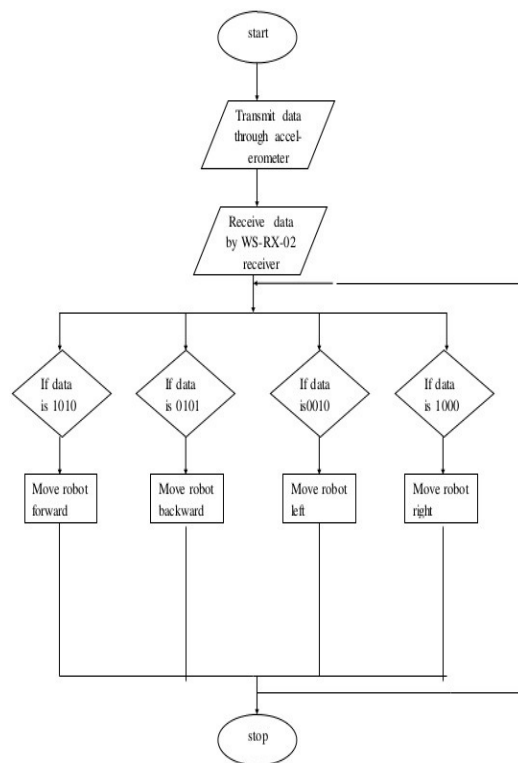 start
Transmit data
through accel-
erometer
Receive data
by WS-RX-02
receiver
If data
is 1010
If data
is 0101
If data
is0010
If data
is 1000
Move robot
forward
Move robot
backward
Move robot
left
Move robot
right
stop